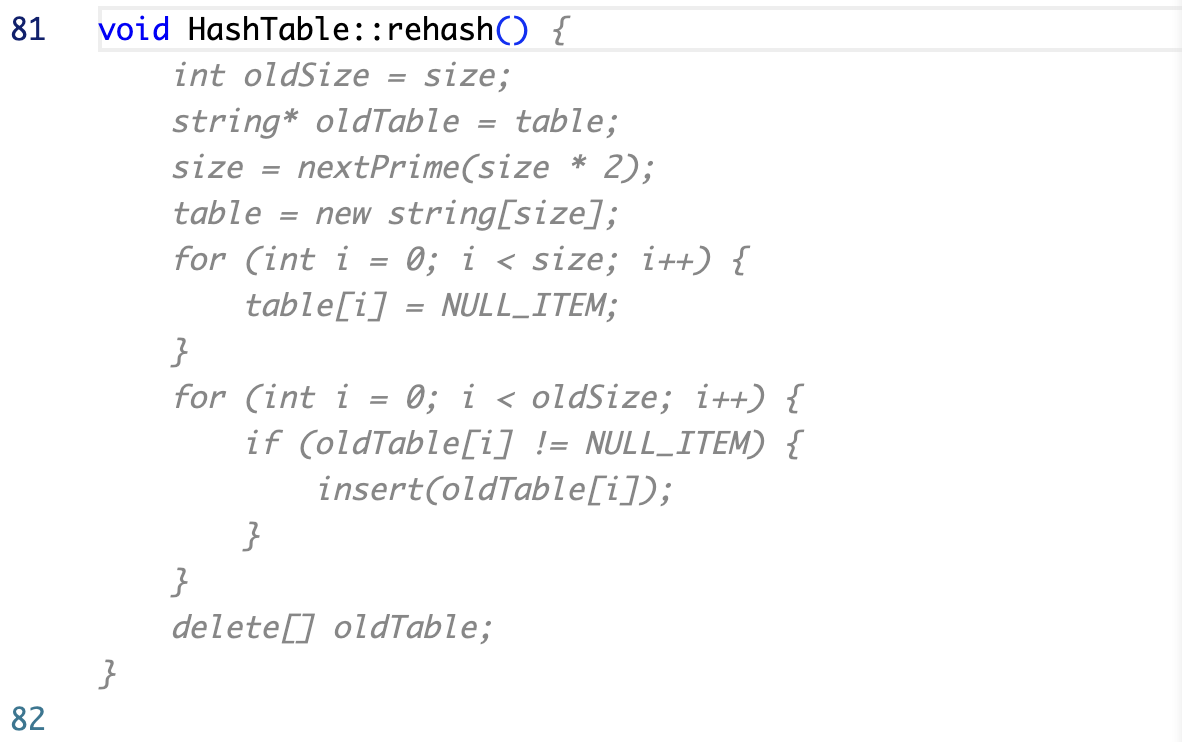 81 void HashTable::rehash() {
int oldSize = size;
string* oldTable = table;
size = nextPrime(size * 2);
table = new string[size];
for (int i = 0; i < size; i++) {
table[i] = NULL_ITEM;
}
for (int i = 0; i < oldSize; i++) {
if (oldTable[i] != NULL_ITEM) {
insert(oldTable[i]);
}
}
delete[] oldTable;
}
82